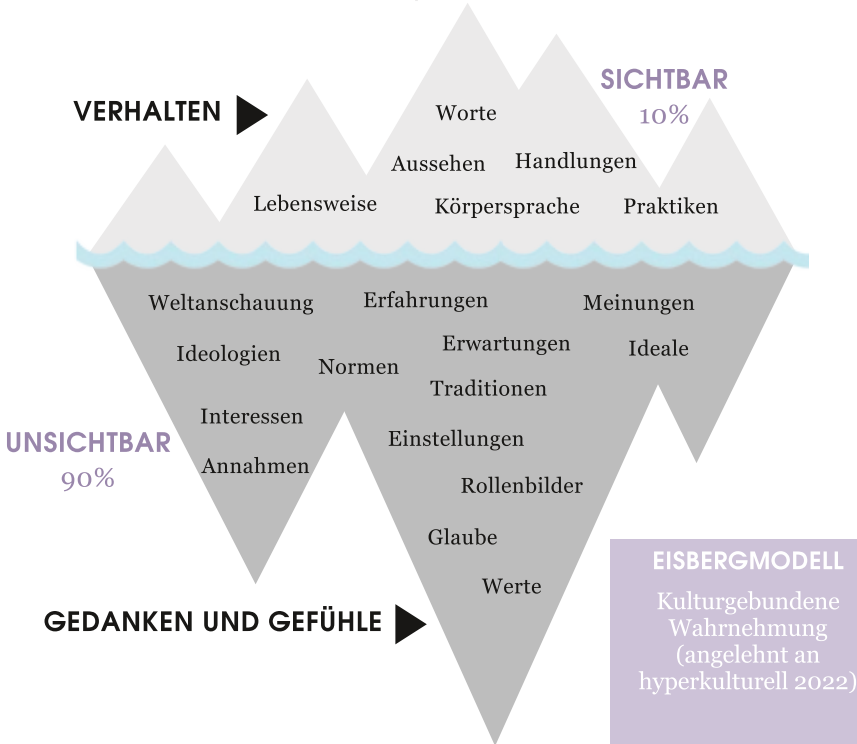 SICHTBAR
10%
VERHALTEN
Worte
Aussehen
Handlungen
Lebensweise
Körpersprache
Praktiken
Weltanschauung
Erfahrungen
Meinungen
Ideologien
Normen
Erwartungen
Ideale
Traditionen
Interessen
Einstellungen
UNSICHTBAR
90%
Annahmen
Rollenbilder
Glaube
Werte
GEDANKEN UND GEFÜHLE
EISBERGMODELL
Kulturgebundene
Wahrnehmung
(angelehnt an
hyperkulturell 2022)